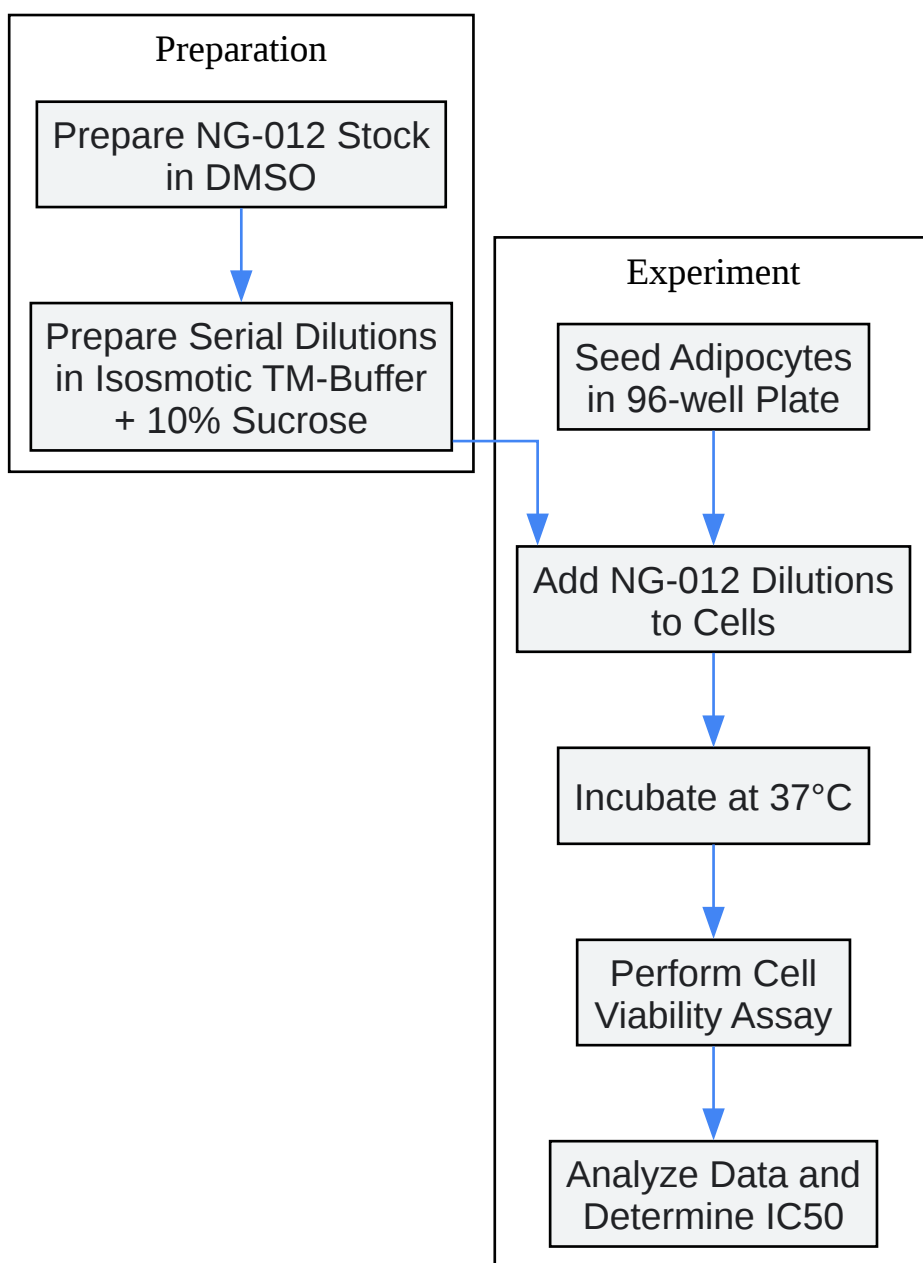 Preparation
Prepare NG-012 Stock
in DMSO
Prepare Serial Dilutions
in Isosmotic TM-Buffer
+ 10% Sucrose
Experiment
Seed Adipocytes
in 96-well Plate
Add NG-012 Dilutions
to Cells
Incubate at 37°C
Perform Cell
Viability Assay
Analyze Data and
Determine IC50